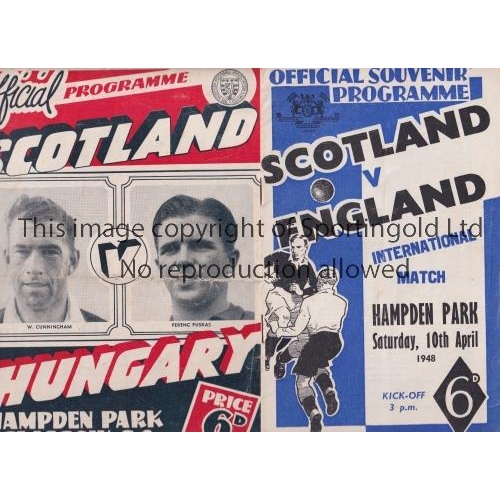 Official PROGRAMME
SCOTLAND
V
W. CUNNINGHAM
FERENC PUSKAS
HUNGARY
HAMPDEN PARK
PRICE
6D
OFFICIAL SOUVENIR
PROGRAMME
SCOTLAND
V
ENGLAND
INTERNATIONAL
MATCH
HAMPDEN PARK
Saturday, 10th April
1948
KICK-OFF
3 p.m.
6D
This image copyright of Sportingold Ltd
No reproduction allowed